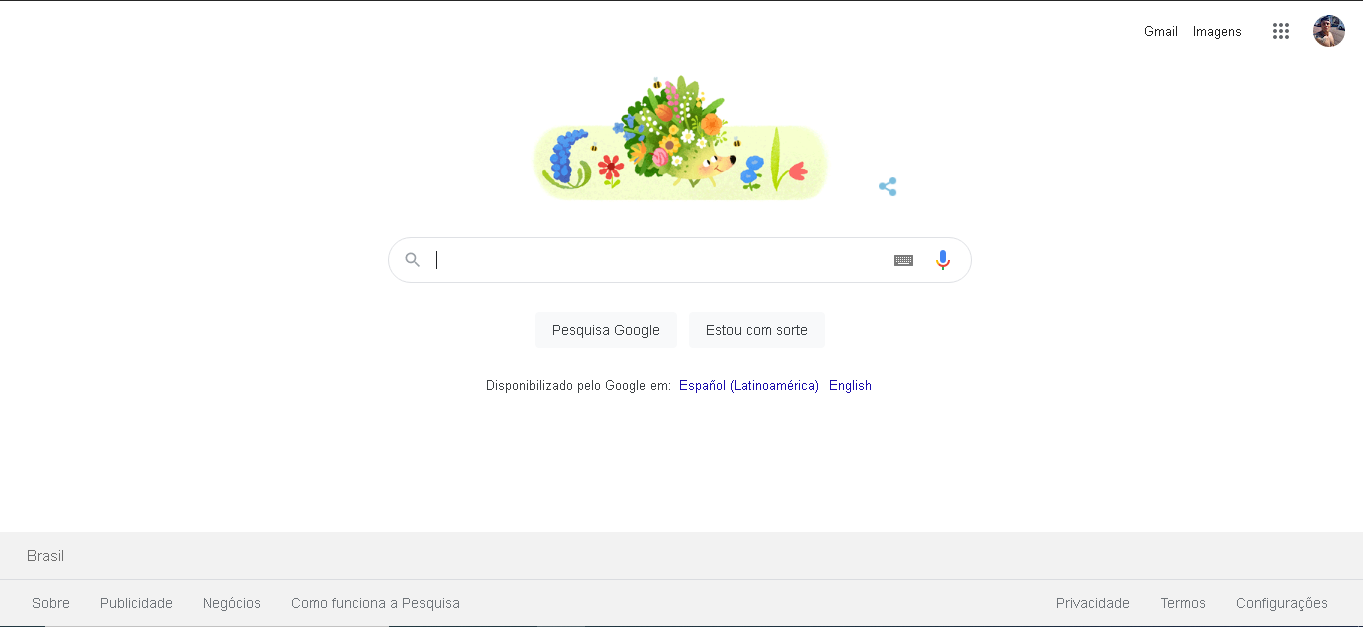 Gmail Imagens
Pesquisa Google Estou com sorte
Disponibilizado pelo Google em: Español (Latinoamérica) English
Brasil
Sobre Publicidade Negócios Como funciona a Pesquisa Privacidade Termos Configurações